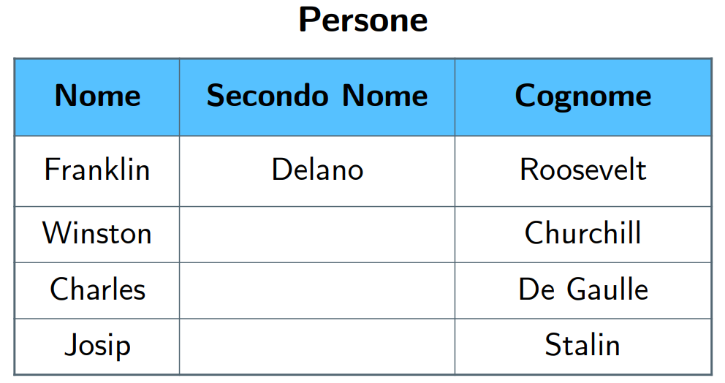 Persone
Nome Secondo Nome Cognome
Franklin Delano Roosevelt
Winston Churchill
Charles De Gaulle
Josip Stalin